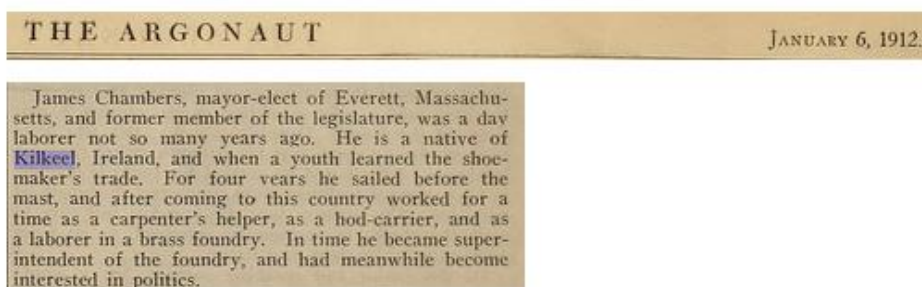 THE ARGONAUT
JANUARY 6, 1912.
James Chambers, mayor-elect of Everett, Massachu-
setts, and former member of the legislature, was a day
laborer not so many years ago. He is a native of
Kilkeel, Ireland, and when a youth learned the shoe-
maker's trade. For four years he sailed before the
mast, and after coming to this country worked for a
time as a carpenter's helper, as a hod-carrier, and as
a laborer in a brass foundry. In time he became super-
intendent of the foundry, and had meanwhile become
interested in politics.